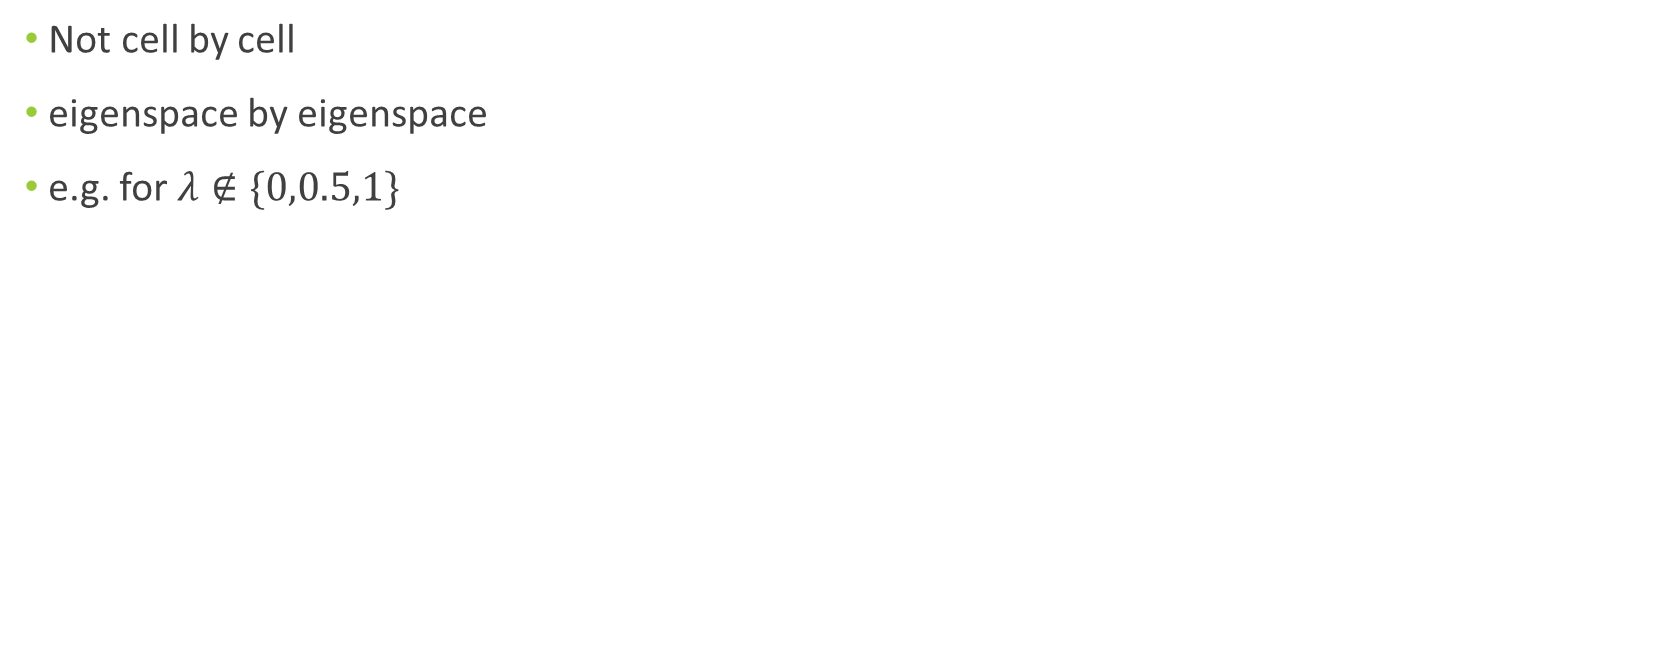 • Not cell by cell
• eigenspace by eigenspace
• e.g. for λ ∉ {0,0.5,1}